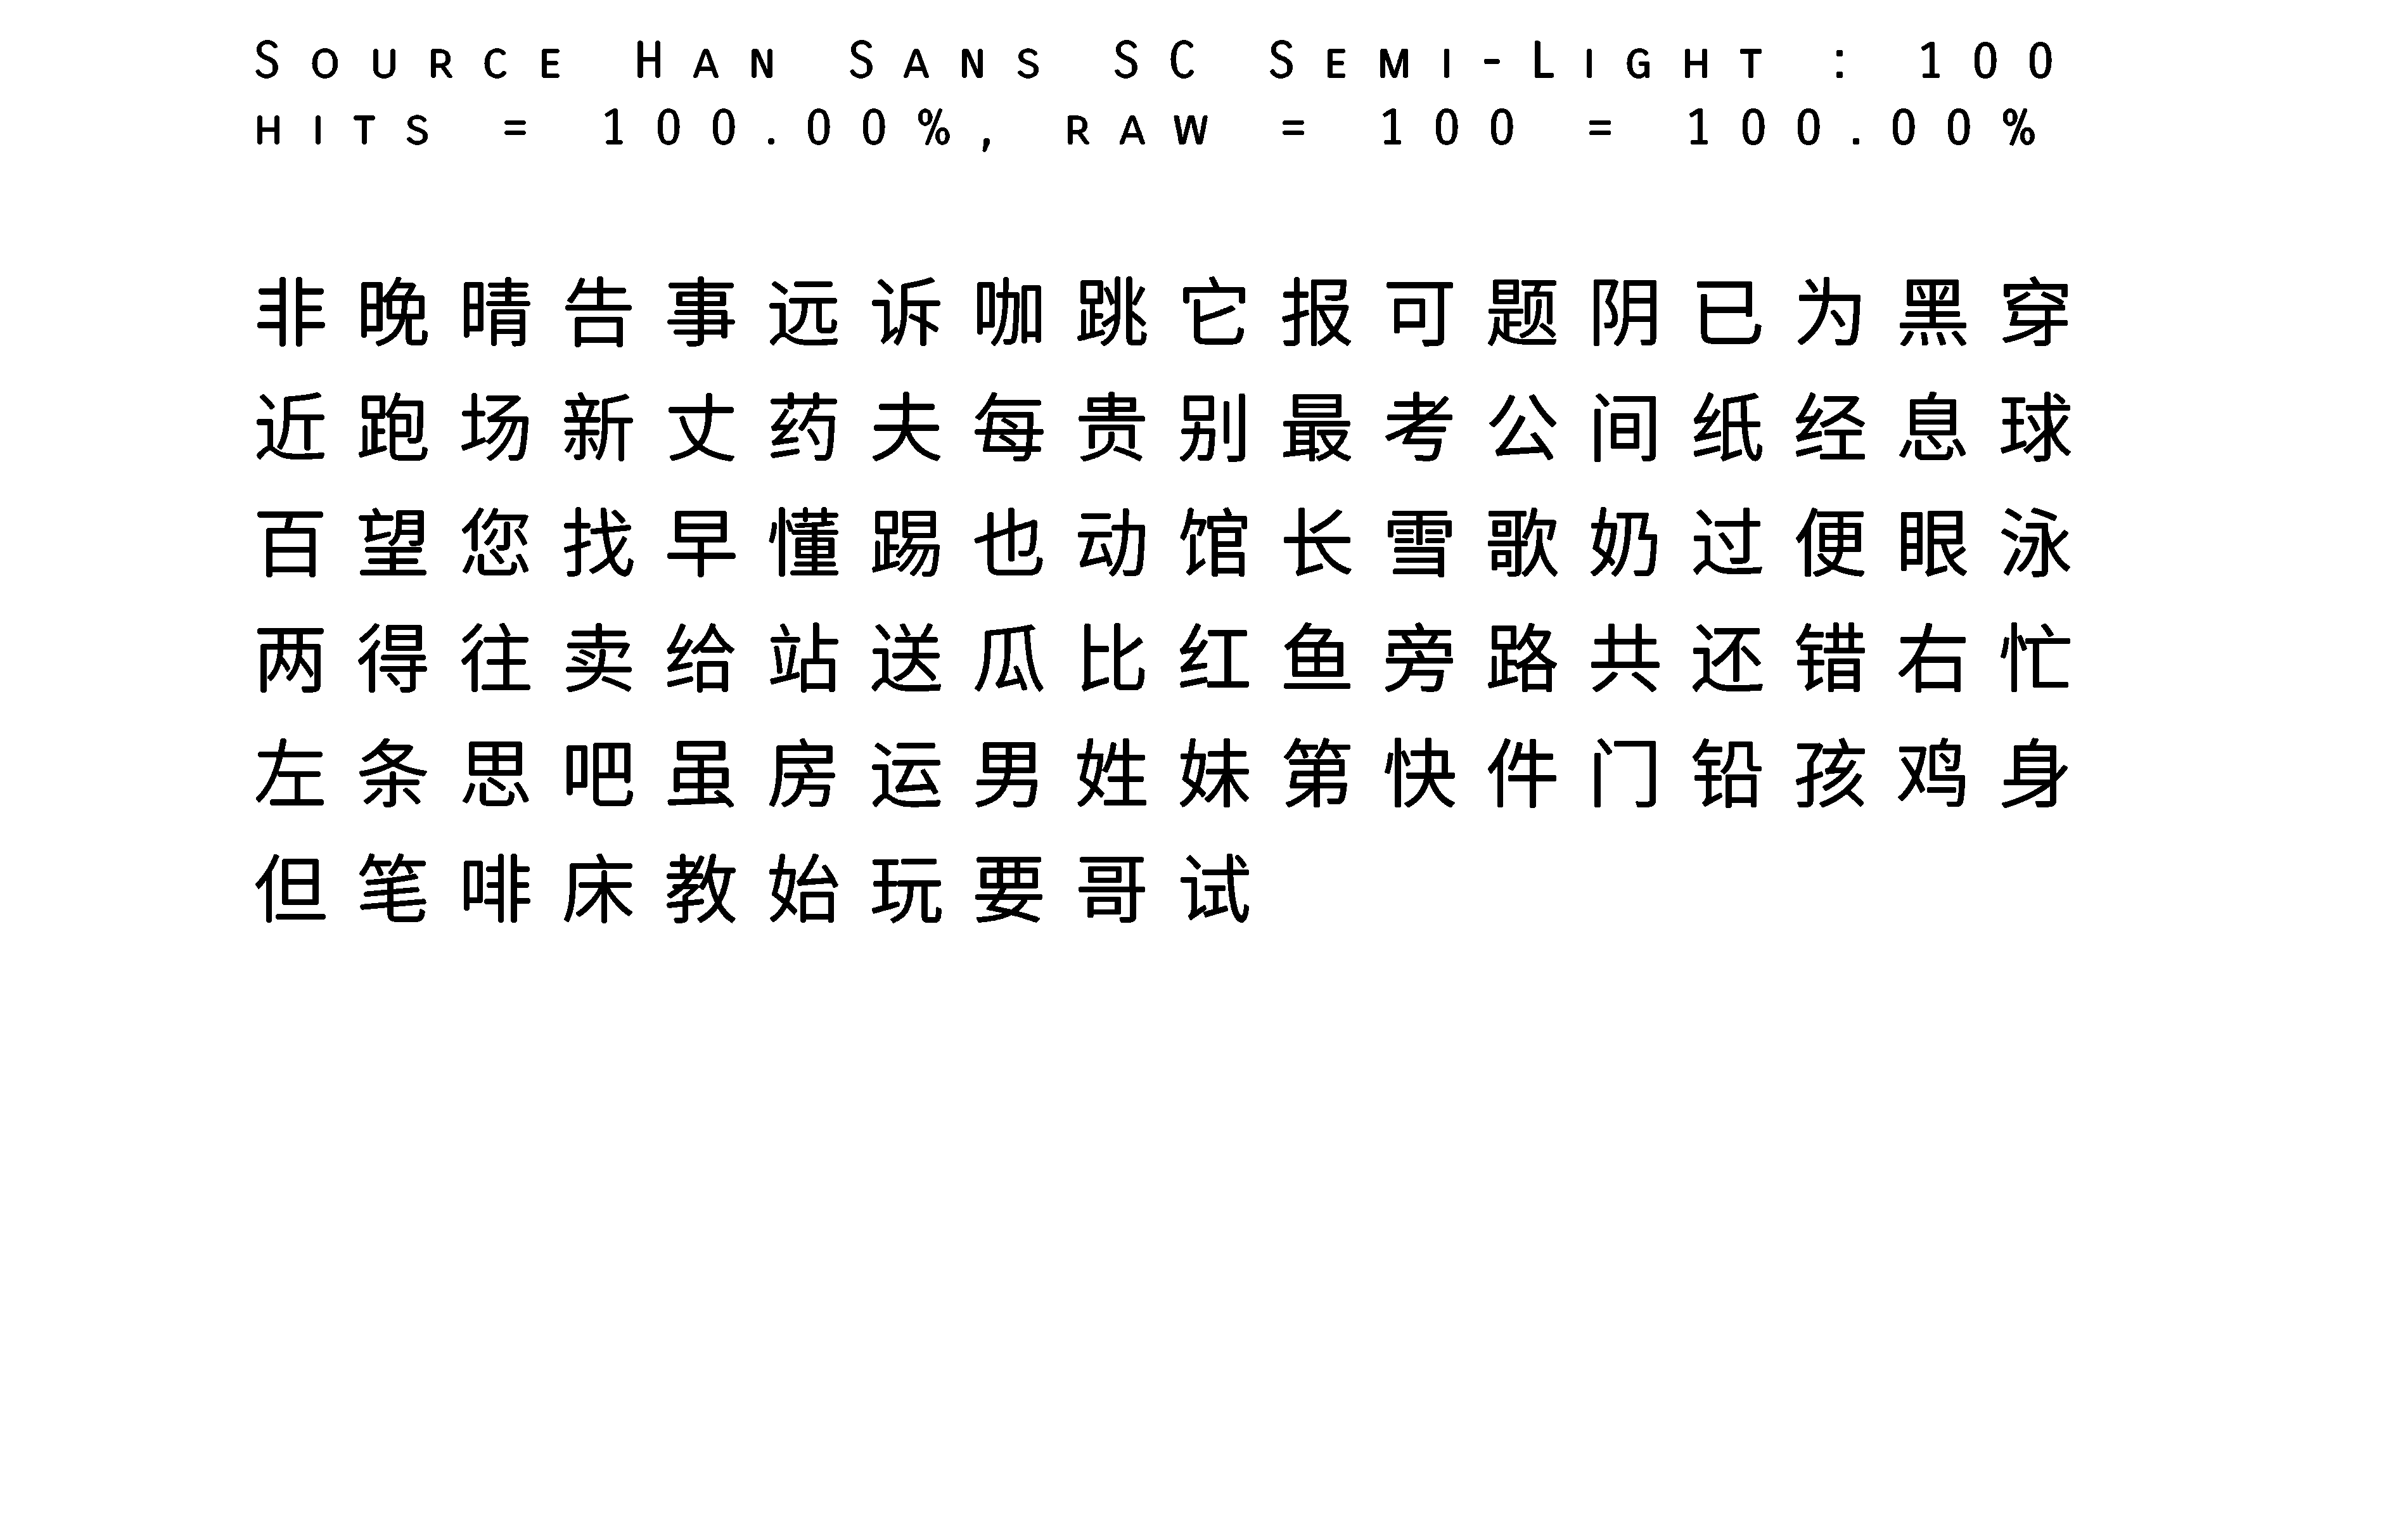 Source Han Sans SC Semi-Light : 100
hits = 100.00%, raw = 100 = 100.00%
非晚晴告事远诉咖跳它报可题阴已为黑穿
近跑场新丈药夫每贵别最考公间纸经息球
百望您找早懂踢也动馆长雪歌奶过便眼泳
两得往卖给站送瓜比红鱼旁路共还错右忙
左条思吧虽房运男姓妹第快件门铅孩鸡身
但笔啡床教始玩要哥试